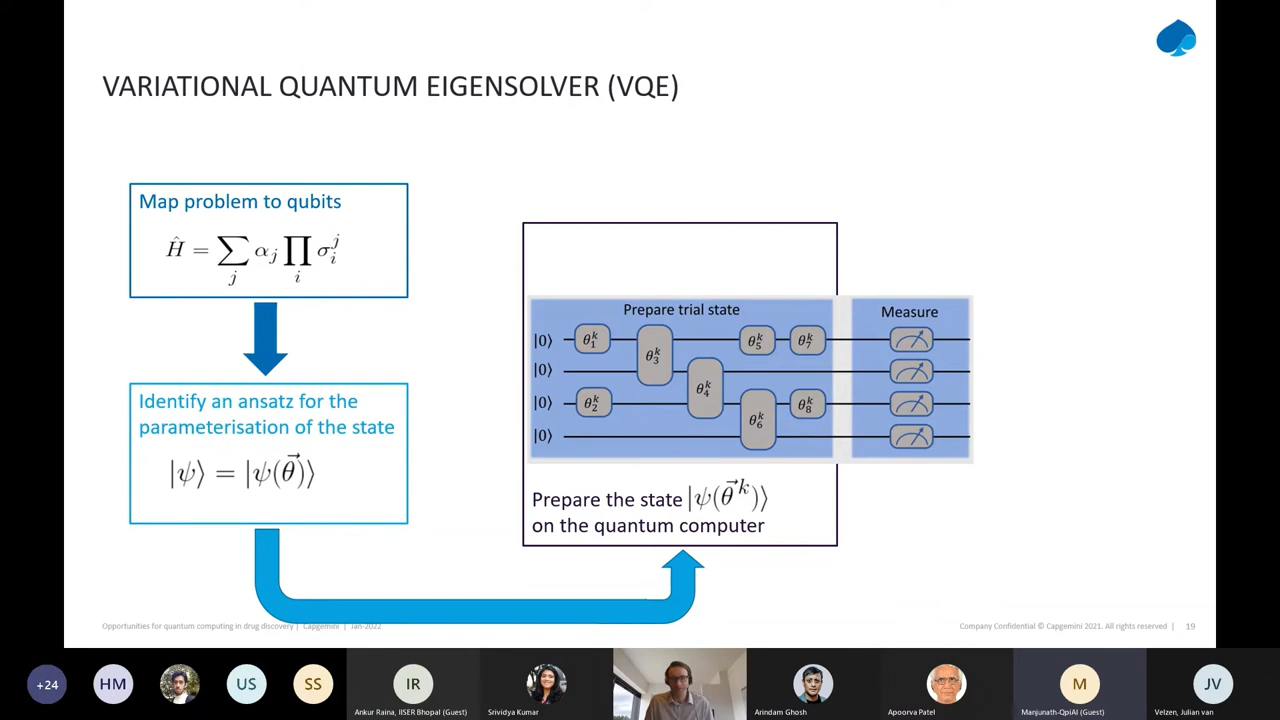 VARIATIONAL QUANTUM EIGENSOLVER (VQE)
Map problem to qubits
Ĥ = ∑_j α_j ∏_i σ_i^j
Identify an ansatz for the
parameterisation of the state
|ψ⟩ = |ψ(θ⃗)⟩
Prepare trial state
Measure
|0⟩ θ₁ᵏ θ₃ᵏ θ₅ᵏ θ₇ᵏ
|0⟩ θ₄ᵏ
|0⟩ θ₂ᵏ θ₆ᵏ θ₈ᵏ
|0⟩
Prepare the state |ψ(θ⃗ᵏ)⟩
on the quantum computer
Opportunities for quantum computing in drug discovery | Capgemini | Jan-2022
Company Confidential © Capgemini 2021. All rights reserved | 19
+24
HM
US
SS
IR
M
JV
Ankur Raina, IISER Bhopal (Guest)
Srividya Kumar
Arindam Ghosh
Apoorva Patel
Manjunath-QpiAI (Guest)
Velzen, Julian van